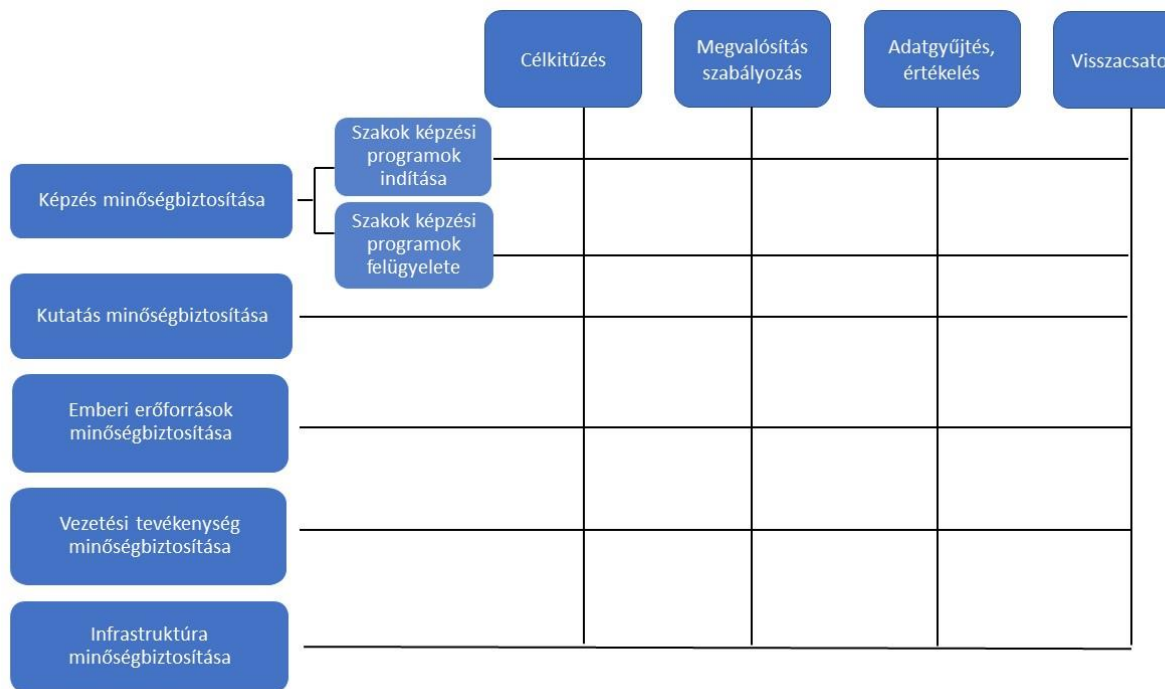 Célkitűzés
Megvalósítás
szabályozás
Adatgyűjtés,
értékelés
Visszacsato
Szakok képzési
programok
indítása
Képzés minőségbiztosítása
Szakok képzési
programok
felügyelete
Kutatás minőségbiztosítása
Emberi erőforrások
minőségbiztosítása
Vezetési tevékenység
minőségbiztosítása
Infrastruktúra
minőségbiztosítása